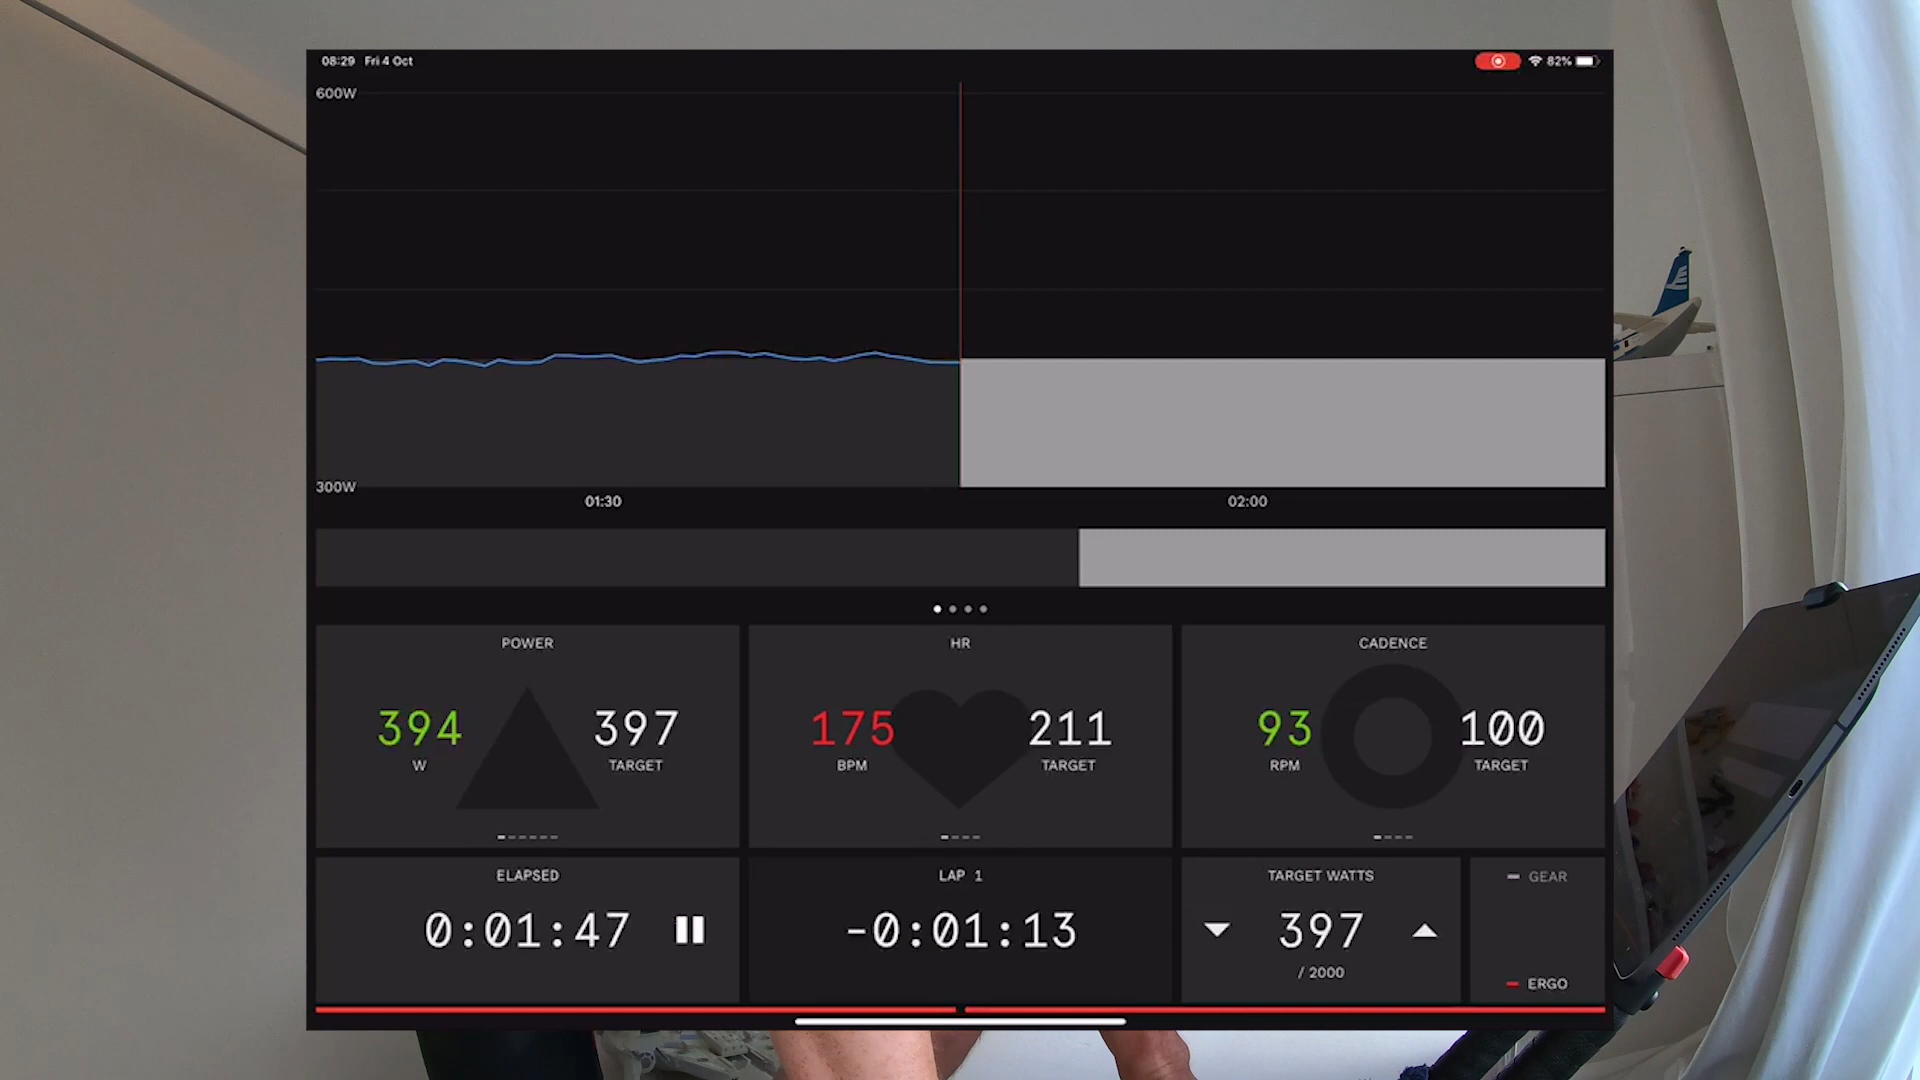 08:29 Fri 4 Oct
82%
600W
300W
01:30
02:00
POWER
394
W
397
TARGET
HR
175
BPM
211
TARGET
CADENCE
93
RPM
100
TARGET
ELAPSED
0:01:47
LAP 1
-0:01:13
TARGET WATTS
397
/ 2000
GEAR
ERGO